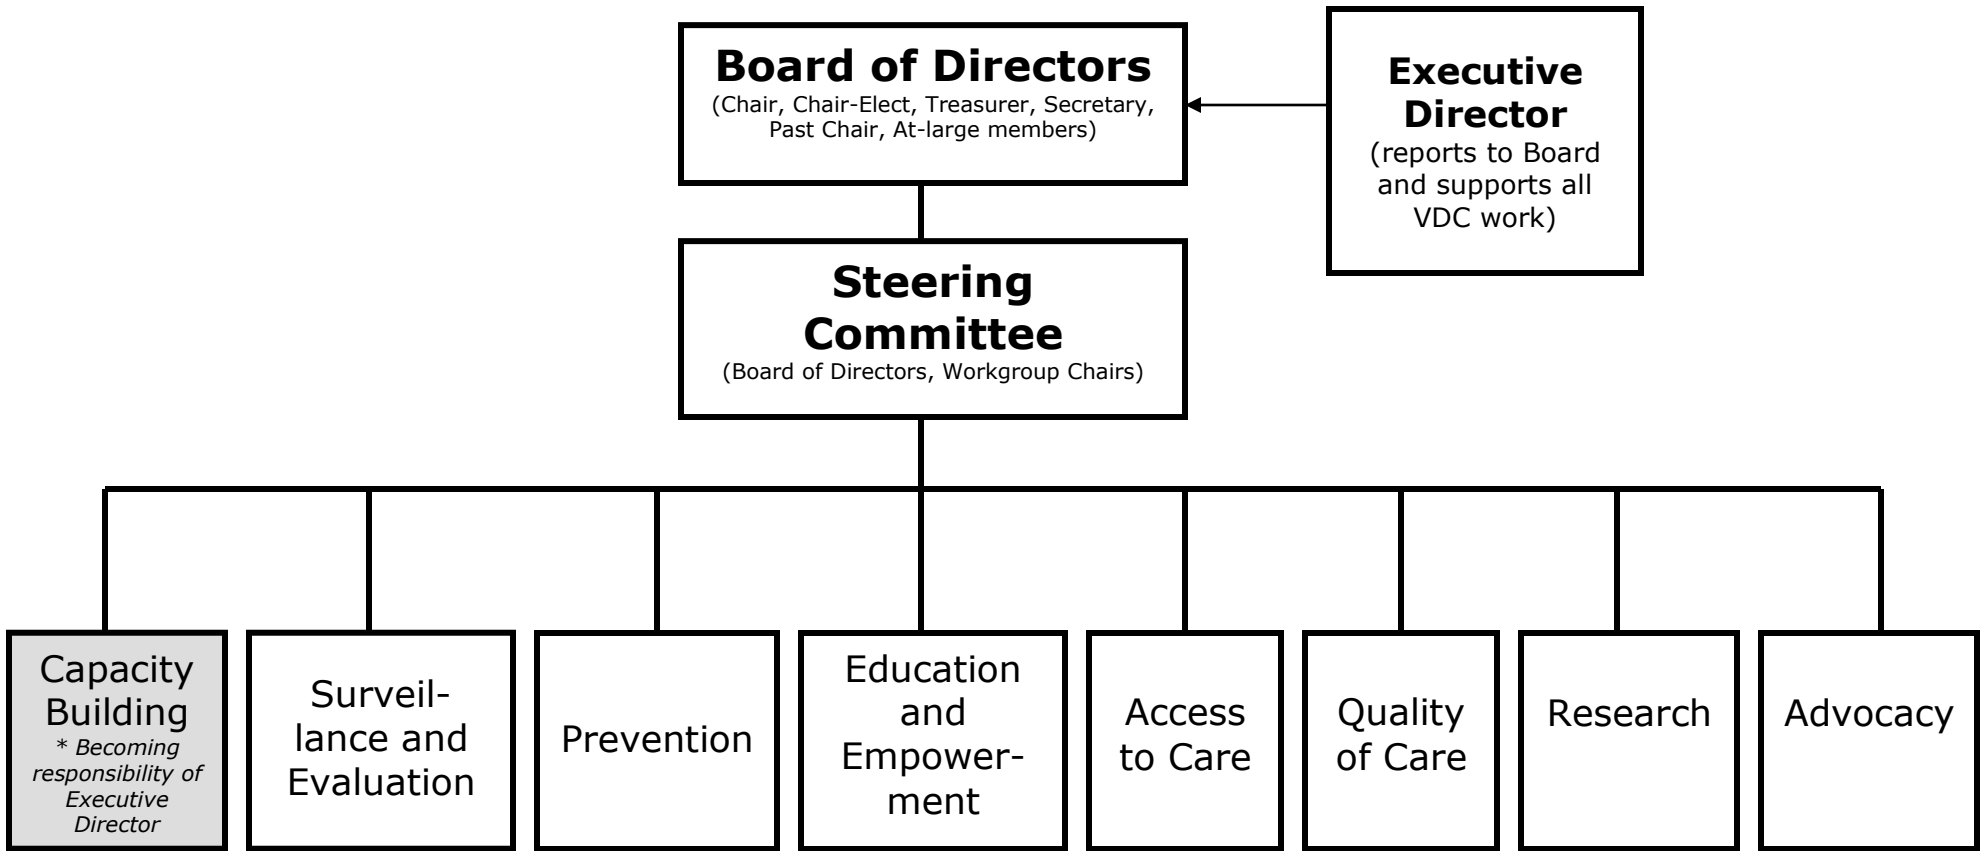 Board of Directors
(Chair, Chair-Elect, Treasurer, Secretary,
Past Chair, At-large members)
Executive
Director
(reports to Board
and supports all
VDC work)
Steering
Committee
(Board of Directors, Workgroup Chairs)
Capacity
Building
* Becoming
responsibility of
Executive
Director
Surveil-
lance and
Evaluation
Prevention
Education
and
Empower-
ment
Access
to Care
Quality
of Care
Research
Advocacy